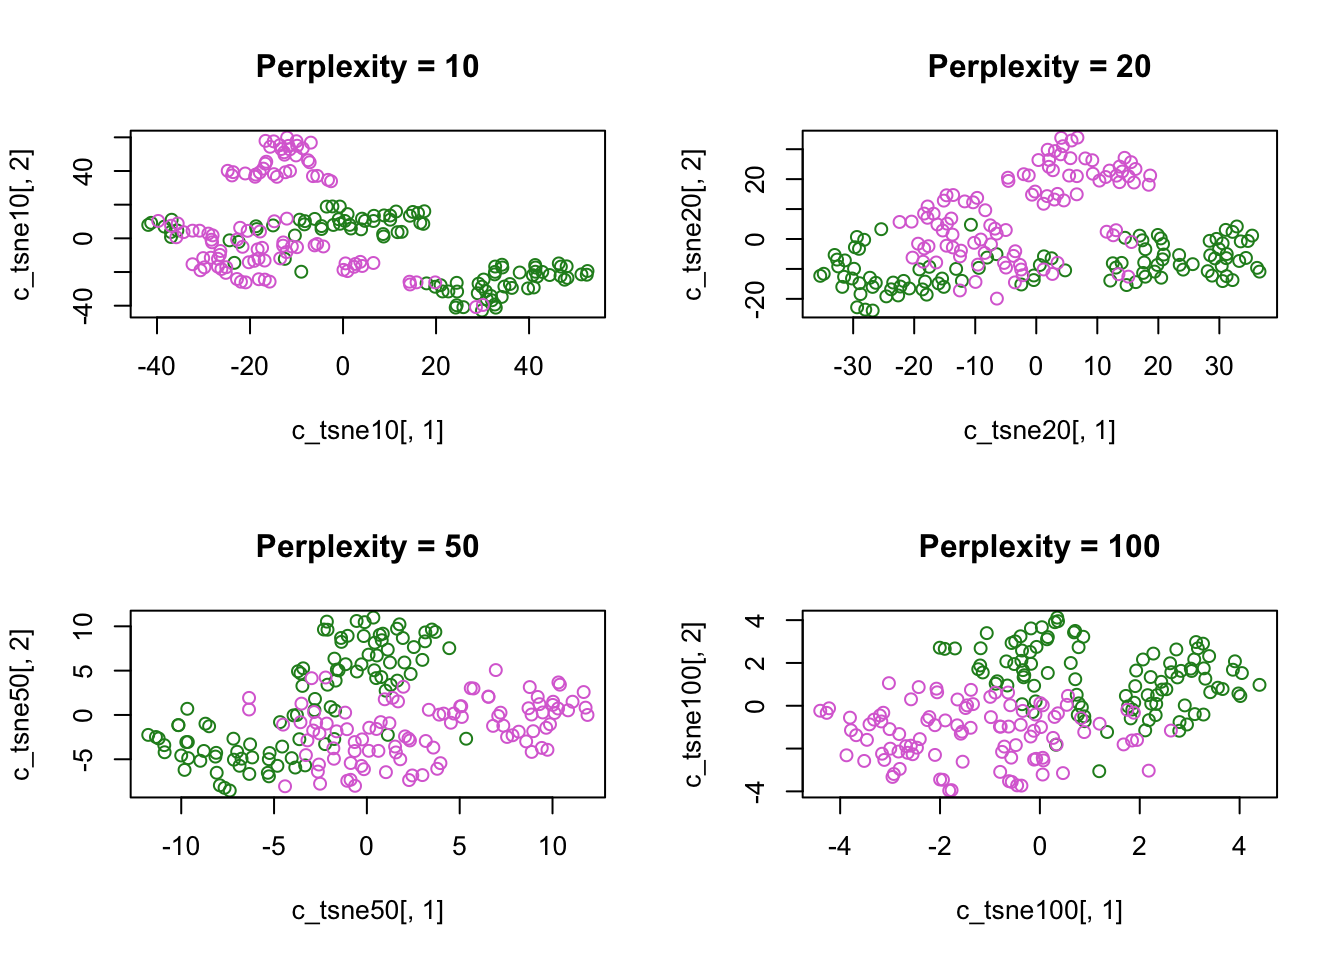 Perplexity = 10
c_tsne10[, 2]
40
0
-40
-40 -20 0 20 40
c_tsne10[, 1]
Perplexity = 20
c_tsne20[, 2]
20
0
-20
-30 -20 -10 0 10 20 30
c_tsne20[, 1]
Perplexity = 50
c_tsne50[, 2]
10
5
0
-5
-10 -5 0 5 10
c_tsne50[, 1]
Perplexity = 100
c_tsne100[, 2]
4
2
0
-4
-4 -2 0 2 4
c_tsne100[, 1]